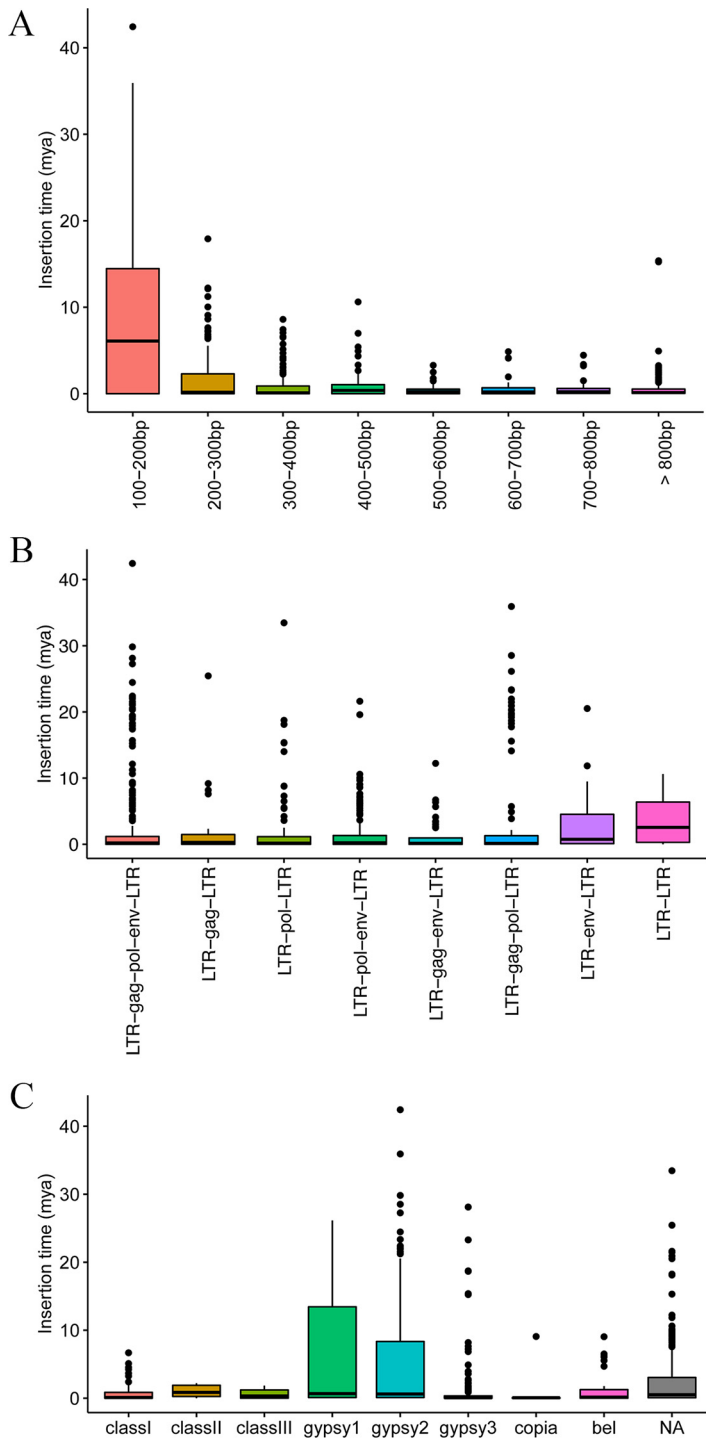 A
Insertion time (mya)
40
30
20
10
0
100−200bp
200−300bp
300−400bp
400−500bp
500−600bp
600−700bp
700−800bp
> 800bp
B
Insertion time (mya)
40
30
20
10
0
LTR−gag−pol−env−LTR
LTR−gag−LTR
LTR−pol−LTR
LTR−pol−env−LTR
LTR−gag−env−LTR
LTR−gag−pol−LTR
LTR−env−LTR
LTR−LTR
C
Insertion time (mya)
40
30
20
10
0
classI classII classIII gypsy1 gypsy2 gypsy3 copia bel NA